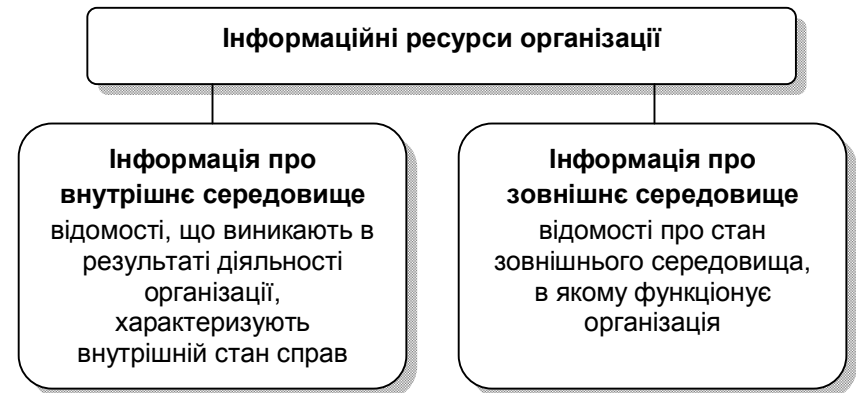 Інформаційні ресурси організації
Інформація про
внутрішнє середовище
відомості, що виникають в
результаті діяльності
організації,
характеризують
внутрішній стан справ
Інформація про
зовнішнє середовище
відомості про стан
зовнішнього середовища,
в якому функціонує
організація